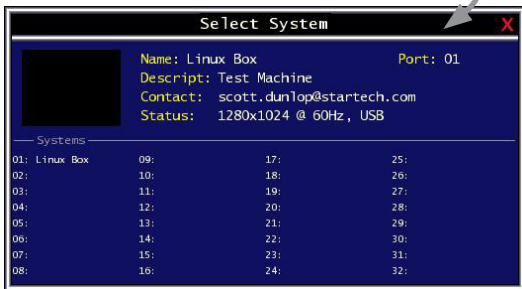 Select System X
Name: Linux Box Port: 01
Descript: Test Machine
Contact: scott.dunlop@startech.com
Status: 1280x1024 @ 60Hz, USB
Systems
01: Linux Box 09: 17: 25:
02: 10: 18: 26:
03: 11: 19: 27:
04: 12: 20: 28:
05: 13: 21: 29:
06: 14: 22: 30:
07: 15: 23: 31:
08: 16: 24: 32: